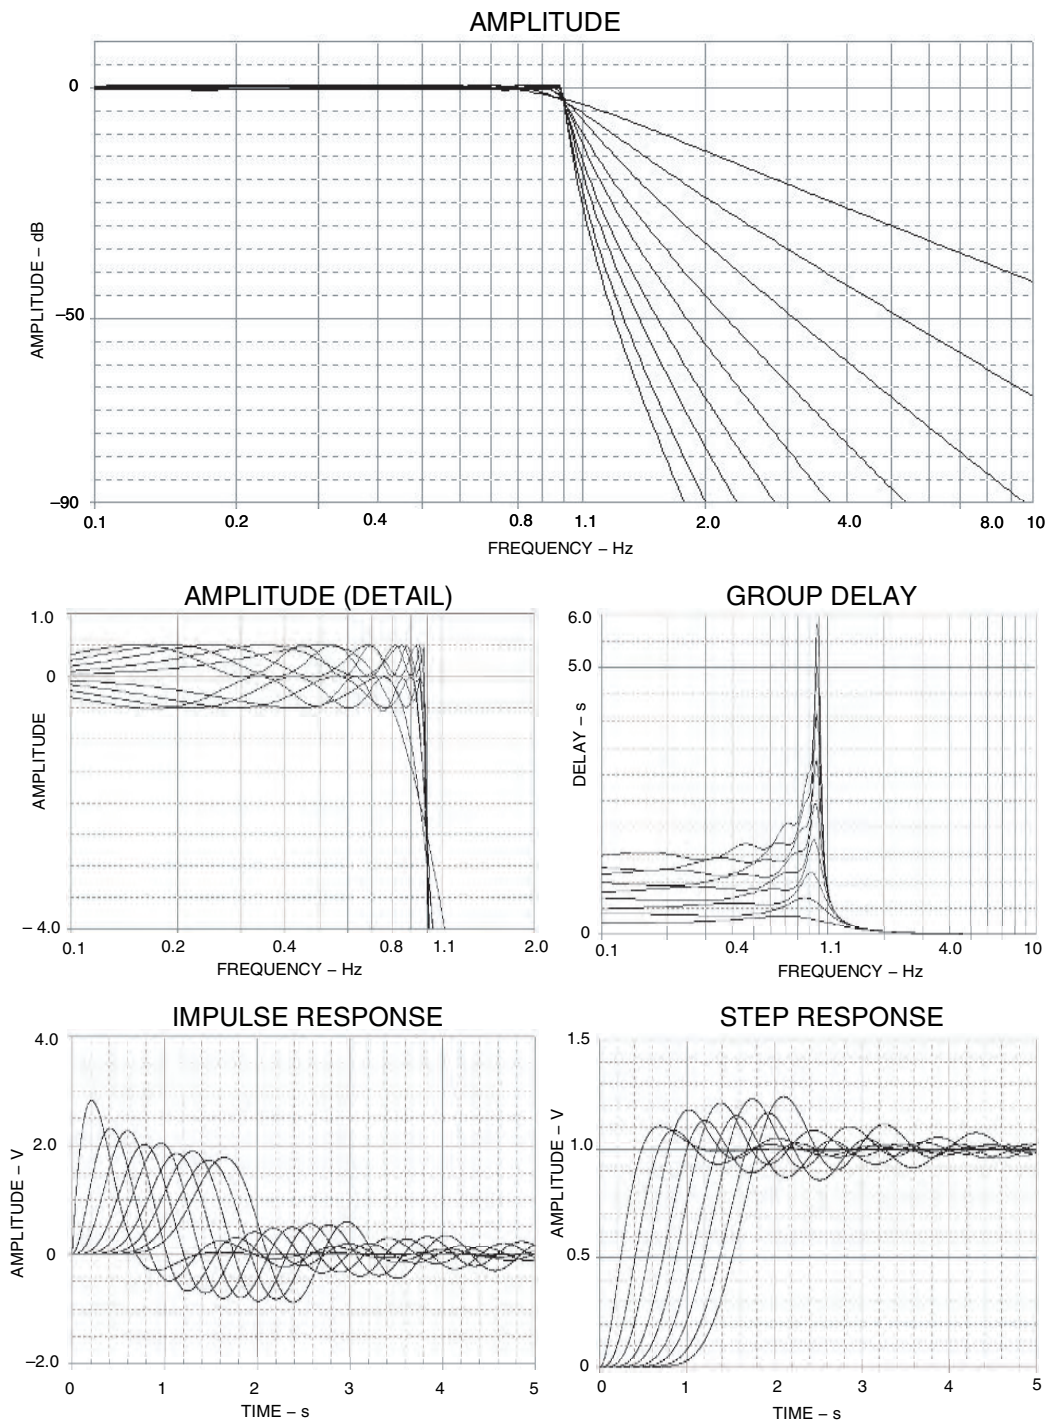 AMPLITUDE
0
–50
–90
AMPLITUDE – dB
0.1 0.2 0.4 0.8 1.1 2.0 4.0 8.0 10
FREQUENCY – Hz
AMPLITUDE (DETAIL)
1.0
0
– 4.0
AMPLITUDE
0.1 0.2 0.4 0.8 1.1 2.0
FREQUENCY – Hz
GROUP DELAY
6.0
5.0
0
DELAY – s
0.1 0.4 1.1 4.0 10
FREQUENCY – Hz
IMPULSE RESPONSE
4.0
2.0
0
–2.0
AMPLITUDE – V
0 1 2 3 4 5
TIME – s
STEP RESPONSE
1.5
1.0
0.5
0
AMPLITUDE – V
0 1 2 3 4 5
TIME – s